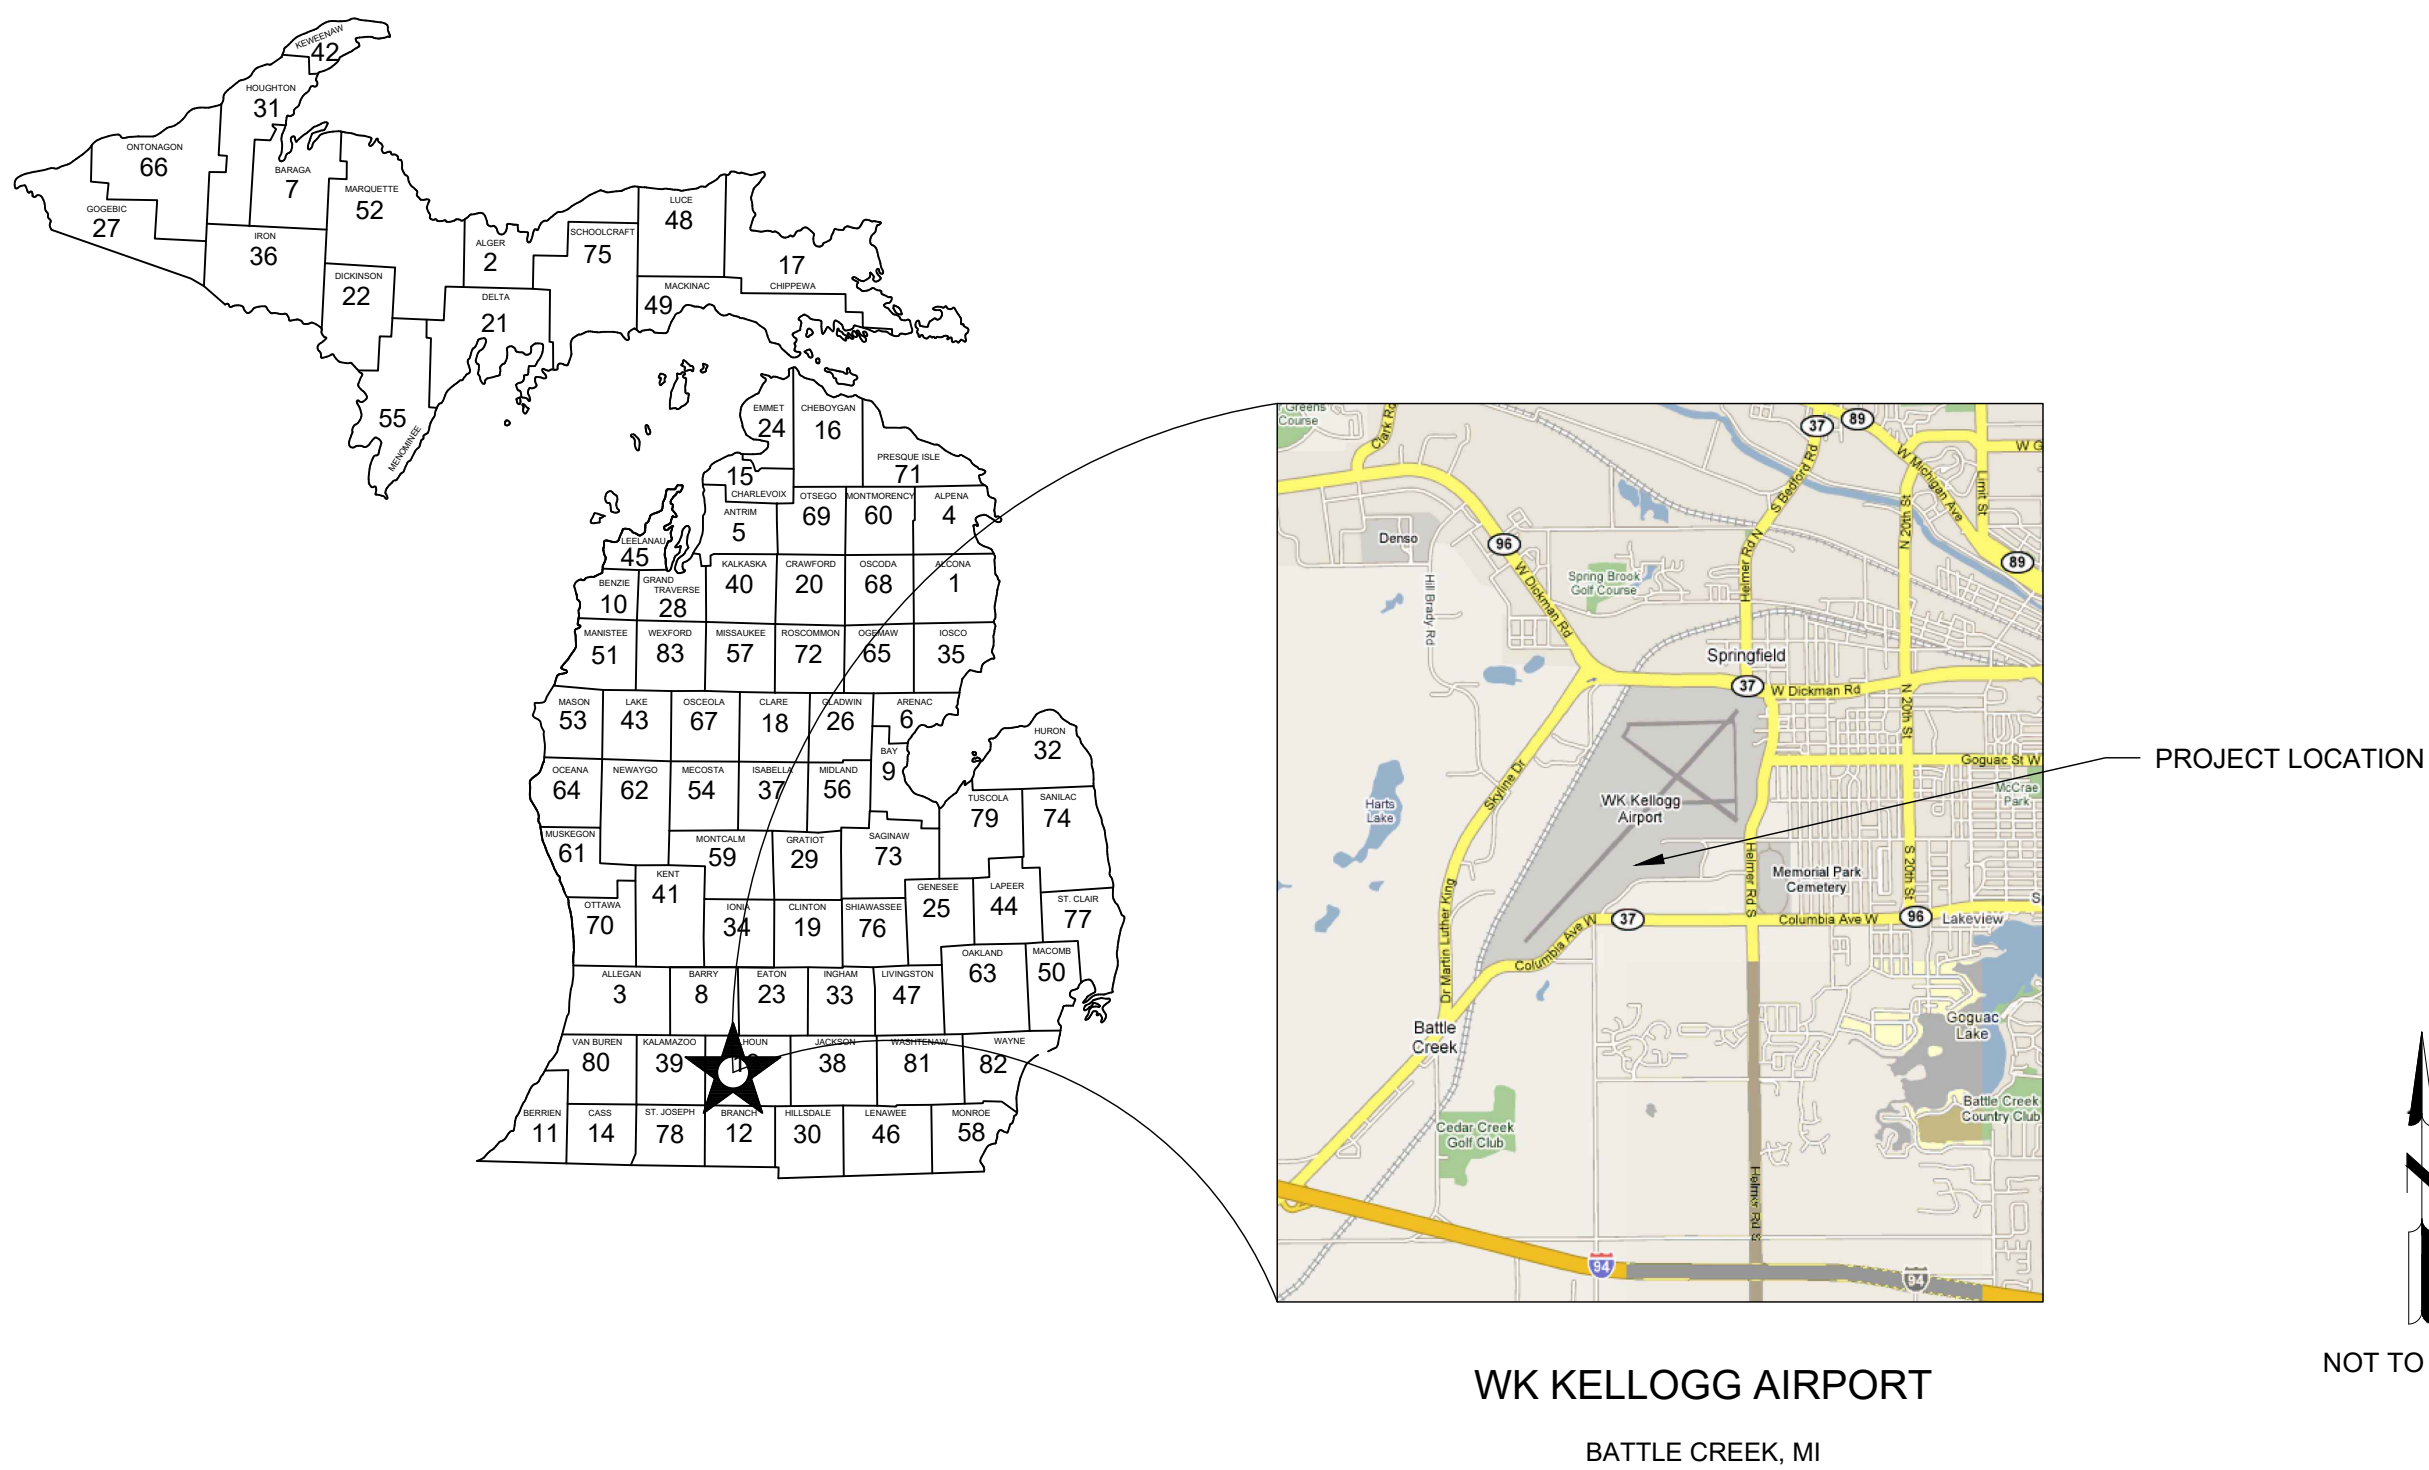 KEWEENAW
42
HOUGHTON
31
ONTONAGON
66
BARAGA
7
MARQUETTE
52
GOGEBIC
27
IRON
36
DICKINSON
22
ALGER
2
SCHOOLCRAFT
75
LUCE
48
17
CHIPPEWA
MACKINAC
49
DELTA
21
55
MENOMINEE
EMMET
24
CHEBOYGAN
16
PRESQUE ISLE
71
15
CHARLEVOIX
ANTRIM
5
OTSEGO
69
MONTMORENCY
60
ALPENA
4
LEELANAU
45
BENZIE
10
GRAND
TRAVERSE
28
KALKASKA
40
CRAWFORD
20
OSCODA
68
ALCONA
1
MANISTEE
51
WEXFORD
83
MISSAUKEE
57
ROSCOMMON
72
OGEMAW
65
IOSCO
35
MASON
53
LAKE
43
OSCEOLA
67
CLARE
18
GLADWIN
26
ARENAC
6
HURON
32
OCEANA
64
NEWAYGO
62
MECOSTA
54
ISABELLA
37
MIDLAND
56
BAY
9
TUSCOLA
79
SANILAC
74
MUSKEGON
61
MONTCALM
59
GRATIOT
29
SAGINAW
73
KENT
41
OTTAWA
70
IONIA
34
CLINTON
19
SHIAWASSEE
76
GENESEE
25
LAPEER
44
ST. CLAIR
77
ALLEGAN
3
BARRY
8
EATON
23
INGHAM
33
LIVINGSTON
47
OAKLAND
63
MACOMB
50
VAN BUREN
80
KALAMAZOO
39
HOUN
JACKSON
38
WASHTENAW
81
WAYNE
82
BERRIEN
11
CASS
14
ST. JOSEPH
78
BRANCH
12
HILLSDALE
30
LENAWEE
46
MONROE
58
Greens
Course
Clark Rd
37
89
W G
W Michigan Ave
Limit St
S Bedford Rd
N 20th St
Denso
96
W Dickman Rd
Helmer Rd N
89
Hill Brady Rd
Spring Brook
Golf Course
Springfield
37
W Dickman Rd
N 20th St
Goguac St W
McCrae
Park
Skyline Dr
WK Kellogg
Airport
Harts
Lake
Helmer Rd S
Memorial Park
Cemetery
S 20th St
S
37
Columbia Ave W
96
Lakeview
Columbia Ave W
Dr Martin Luther King
Battle
Creek
Goguac
Lake
Battle Creek
Country Club
Cedar Creek
Golf Club
Helmer Rd S
94
94
PROJECT LOCATION
NOT TO
WK KELLOGG AIRPORT
BATTLE CREEK, MI